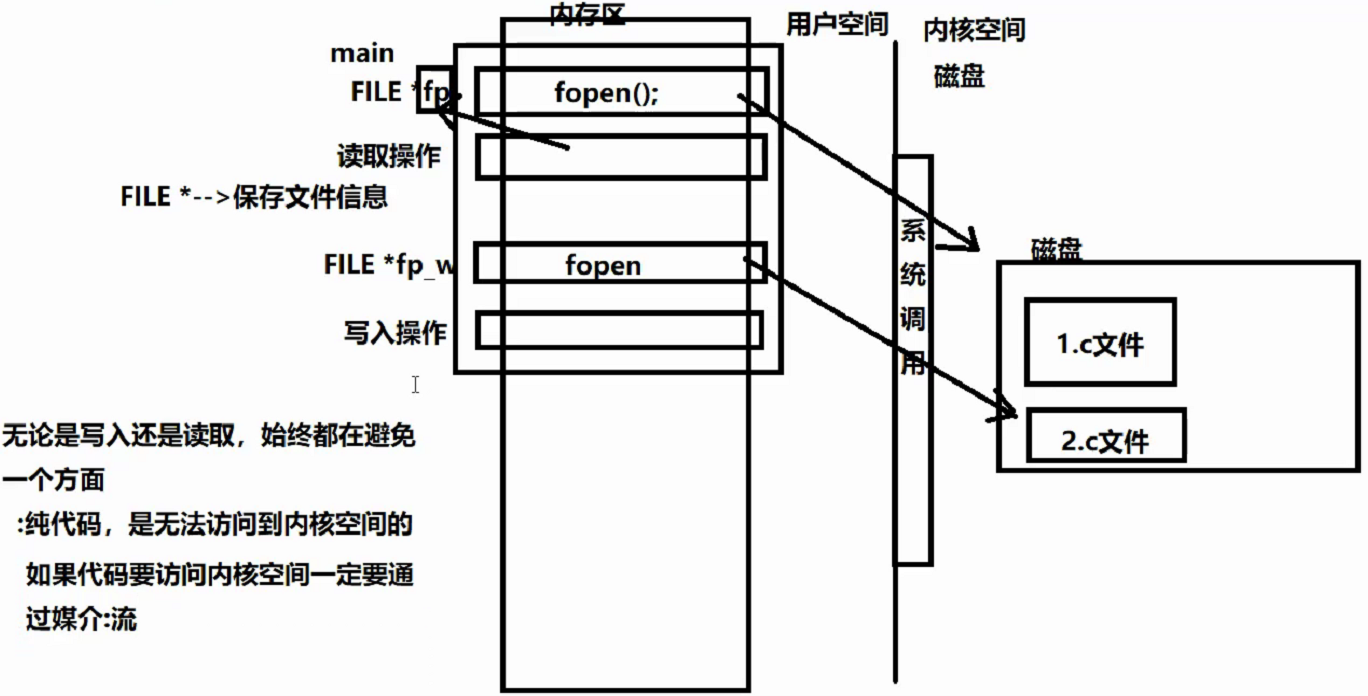 内存区
用户空间
内核空间
main
磁盘
FILE *fp
fopen();
读取操作
FILE *-->保存文件信息
系统调用
磁盘
FILE *fp_w
fopen
写入操作
1.c文件
2.c文件
无论是写入还是读取，始终都在避免
一个方面
:纯代码，是无法访问到内核空间的
如果代码要访问内核空间一定要通
过媒介:流